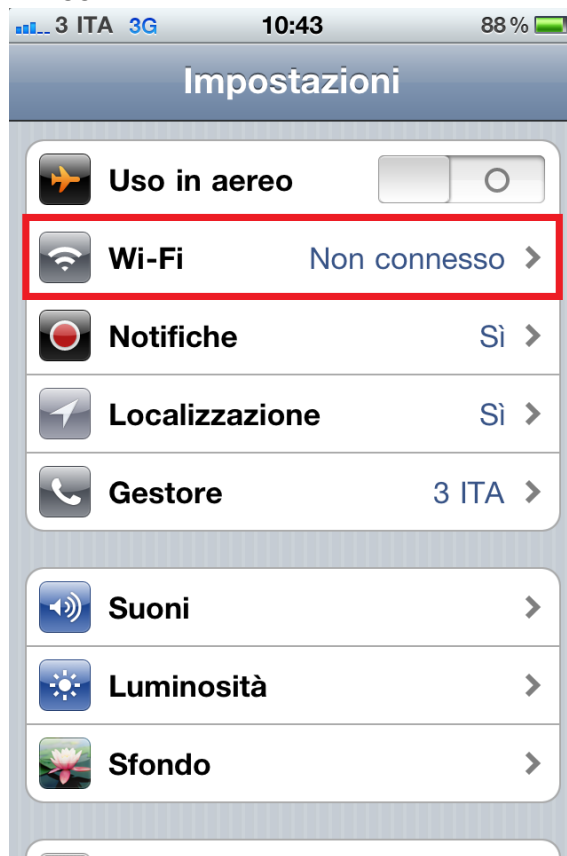 3 ITA 3G 10:43 88 %
Impostazioni
Uso in aereo
Wi-Fi Non connesso
Notifiche Sì
Localizzazione Sì
Gestore 3 ITA
Suoni
Luminosità
Sfondo